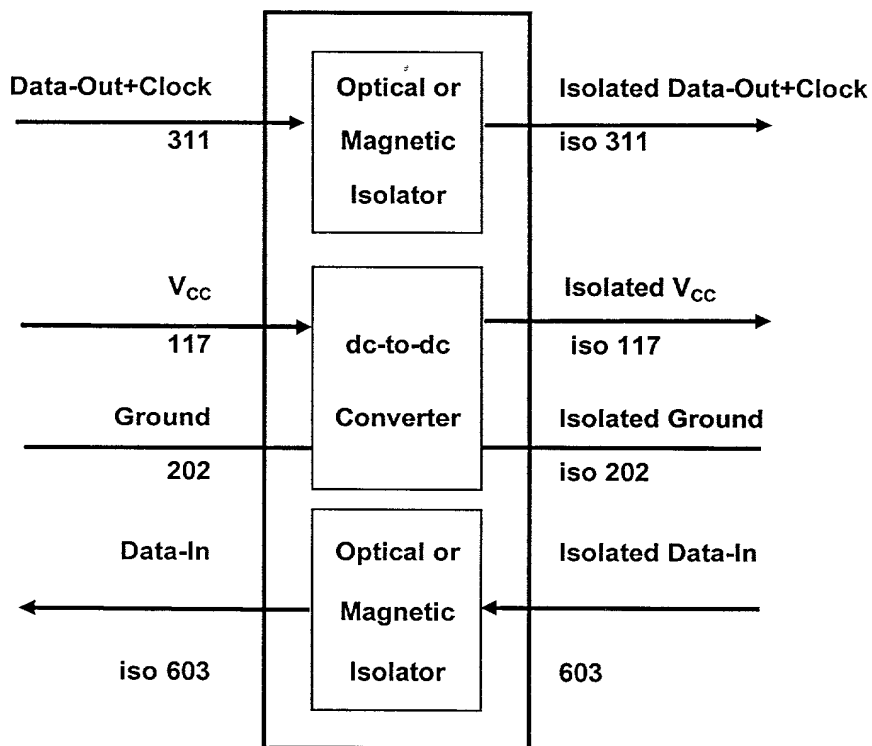 Data-Out+Clock
311
Optical or
Magnetic
Isolator
Isolated Data-Out+Clock
iso 311
VCC
117
Ground
202
dc-to-dc
Converter
Isolated VCC
iso 117
Isolated Ground
iso 202
Data-In
iso 603
Optical or
Magnetic
Isolator
Isolated Data-In
603